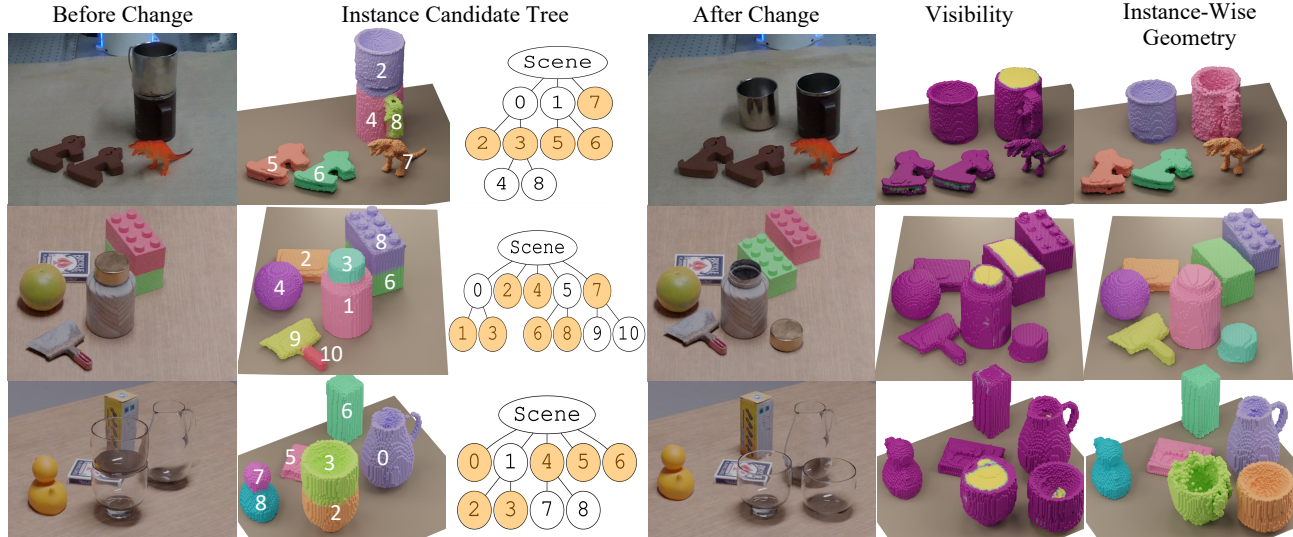 Before Change
Instance Candidate Tree
After Change
Visibility
Instance-Wise
Geometry
2
4
8
5
6
7
Scene
0 1 7
2 3 5 6
4 8
2
8
3
6
4
1
9
10
Scene
0 2 4 5 7
1 3 6 8 9 10
6
5
3
0
7
8
2
Scene
0 1 4 5 6
2 3 7 8